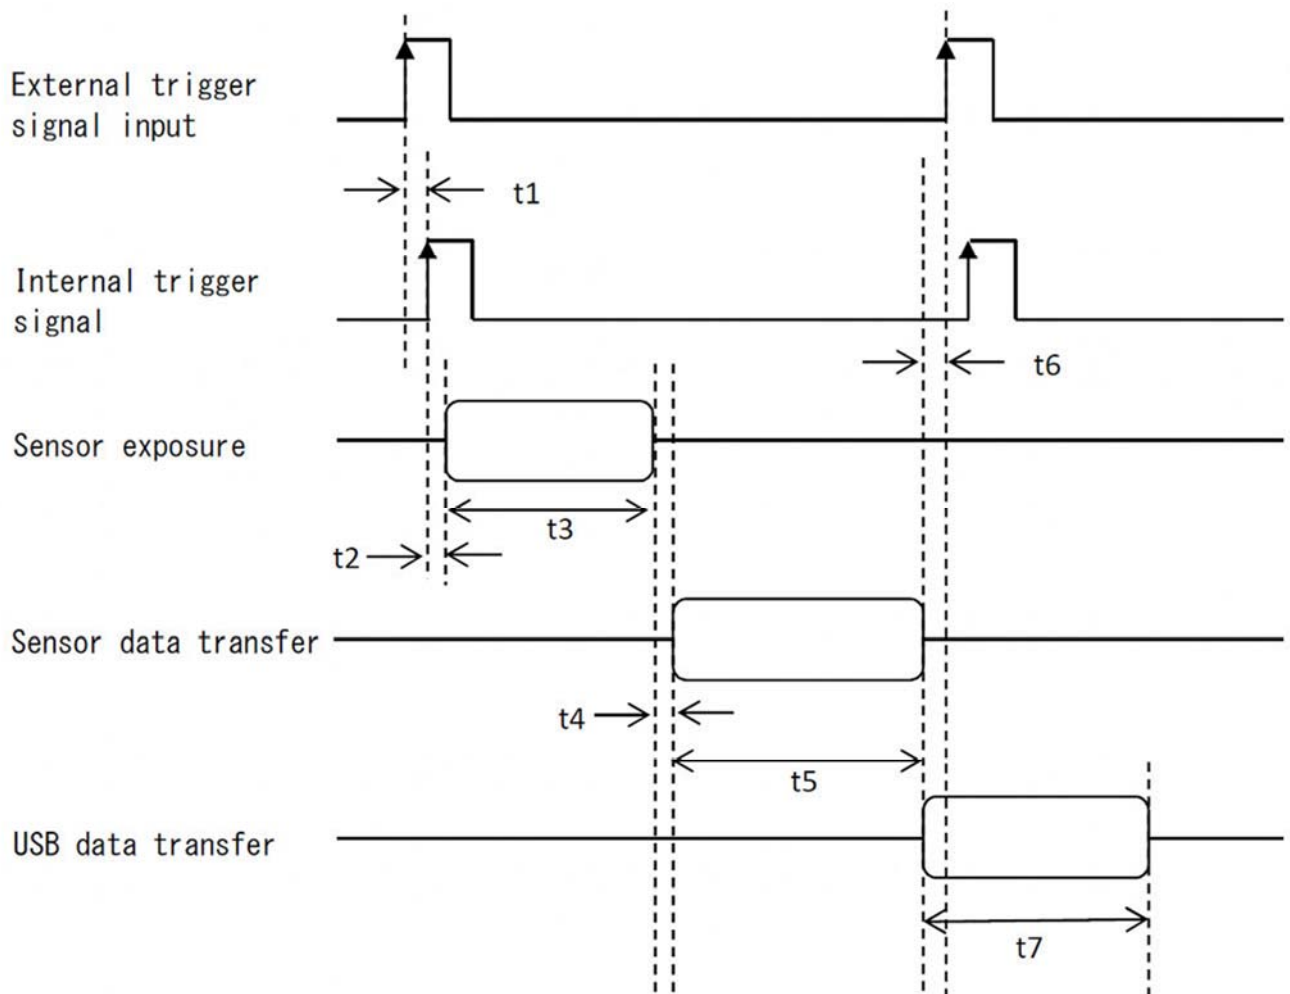 External trigger
signal input
t1
Internal trigger
signal
t6
Sensor exposure
t3
t2
Sensor data transfer
t4
t5
USB data transfer
t7